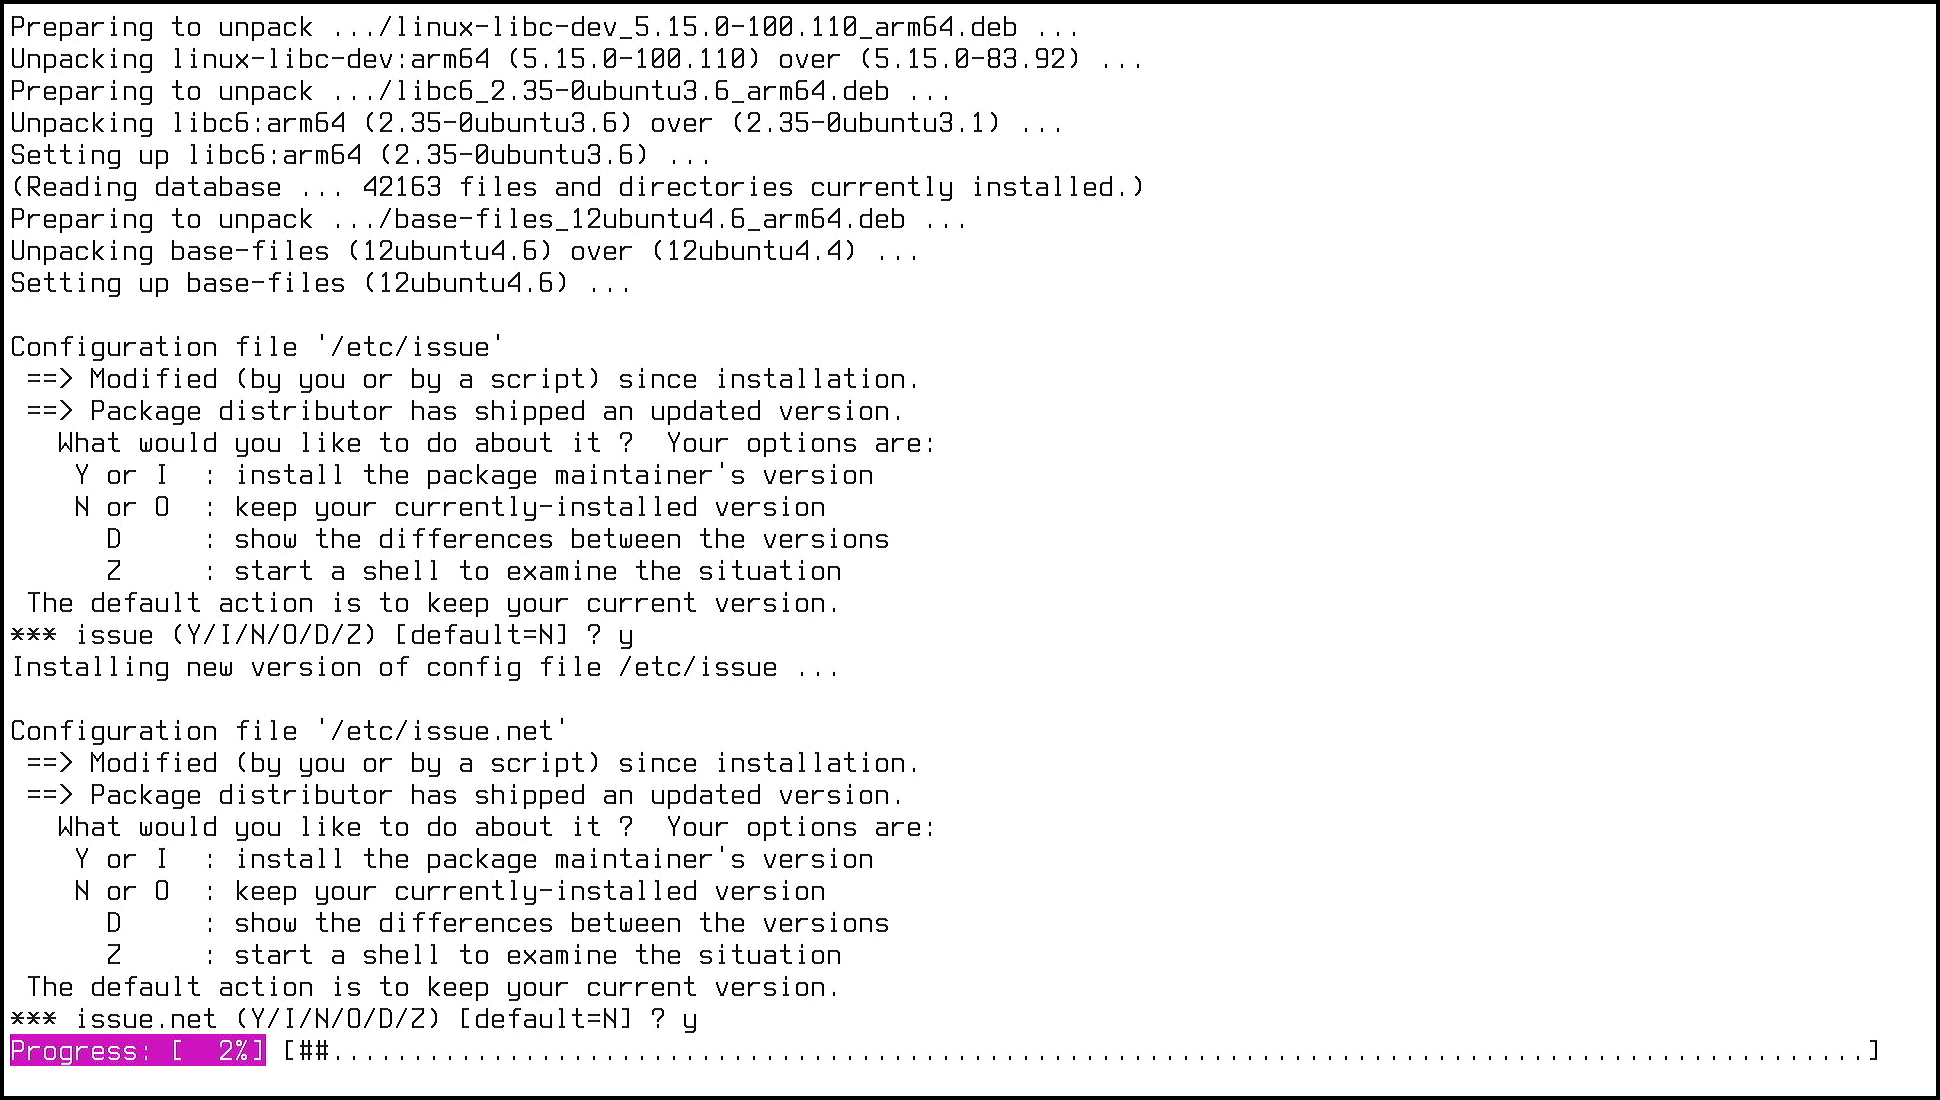 Preparing to unpack .../linux-libc-dev_5.15.0-100.110_arm64.deb ...
Unpacking linux-libc-dev:arm64 (5.15.0-100.110) over (5.15.0-83.92) ...
Preparing to unpack .../libc6_2.35-0ubuntu3.6_arm64.deb ...
Unpacking libc6:arm64 (2.35-0ubuntu3.6) over (2.35-0ubuntu3.1) ...
Setting up libc6:arm64 (2.35-0ubuntu3.6) ...
(Reading database ... 42163 files and directories currently installed.)
Preparing to unpack .../base-files_12ubuntu4.6_arm64.deb ...
Unpacking base-files (12ubuntu4.6) over (12ubuntu4.4) ...
Setting up base-files (12ubuntu4.6) ...

Configuration file '/etc/issue'
 ==> Modified (by you or by a script) since installation.
 ==> Package distributor has shipped an updated version.
   What would you like to do about it ?  Your options are:
    Y or I  : install the package maintainer's version
    N or O  : keep your currently-installed version
      D     : show the differences between the versions
      Z     : start a shell to examine the situation
 The default action is to keep your current version.
*** issue (Y/I/N/O/D/Z) [default=N] ? y
Installing new version of config file /etc/issue ...

Configuration file '/etc/issue.net'
 ==> Modified (by you or by a script) since installation.
 ==> Package distributor has shipped an updated version.
   What would you like to do about it ?  Your options are:
    Y or I  : install the package maintainer's version
    N or O  : keep your currently-installed version
      D     : show the differences between the versions
      Z     : start a shell to examine the situation
 The default action is to keep your current version.
*** issue.net (Y/I/N/O/D/Z) [default=N] ? y
Progress: [  2%] [##................................................................................................]